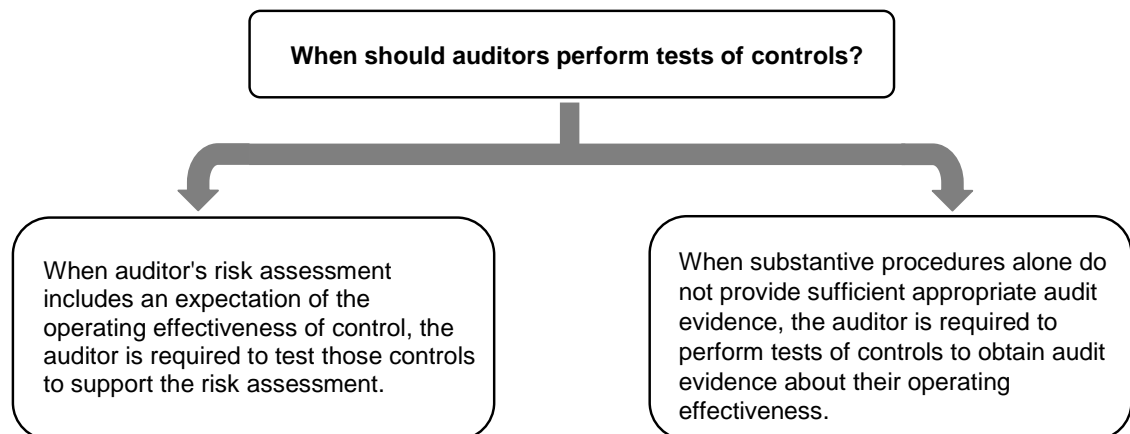 When should auditors perform tests of controls?
When auditor's risk assessment
includes an expectation of the
operating effectiveness of control, the
auditor is required to test those controls
to support the risk assessment.
When substantive procedures alone do
not provide sufficient appropriate audit
evidence, the auditor is required to
perform tests of controls to obtain audit
evidence about their operating
effectiveness.